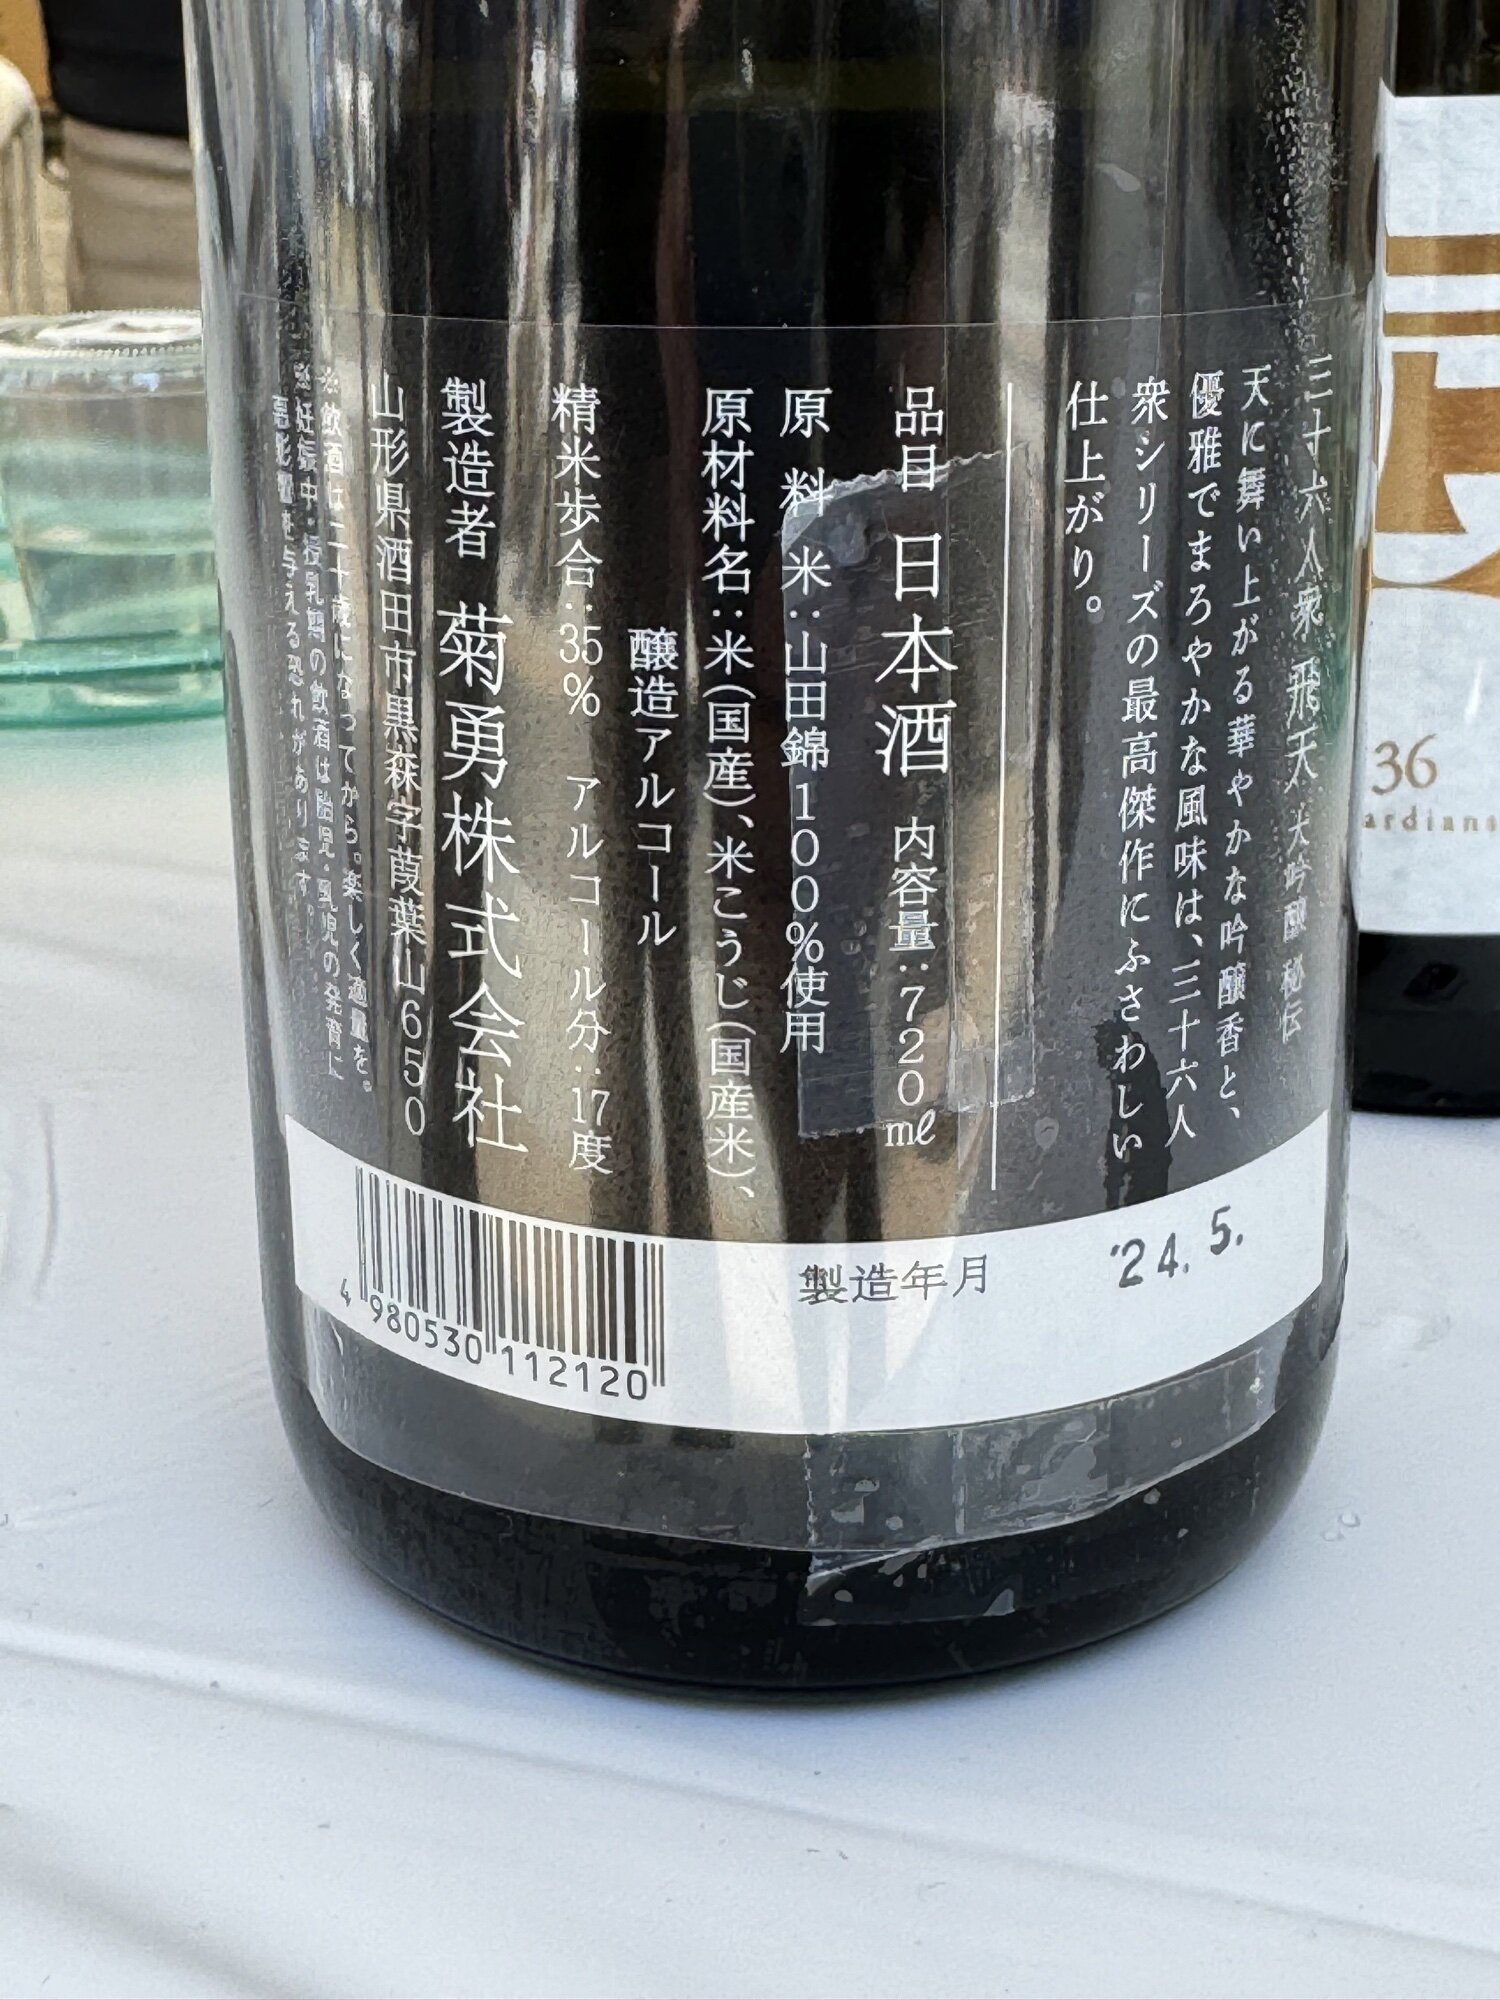 三十六人衆 飛天 大吟醸 秘伝
天に舞い上がる華やかな吟醸香と、
優雅でまろやかな風味は、三十六人
衆シリーズの最高傑作にふさわしい
仕上がり。
品目 日本酒 内容量：720ml
原料米：山田錦100%使用
原材料名：米(国産)、米こうじ(国産米)、
醸造アルコール
精米歩合：35% アルコール分：17度
製造者 菊勇株式会社
山形県酒田市黒森字葭葉山650
※飲酒は二十歳になってから。楽しく適量を。
※妊娠中・授乳期の飲酒は胎児・乳児の発育に
悪影響を与える恐れがあります。
製造年月 '24.5.
4 980530 112120
36
ardians